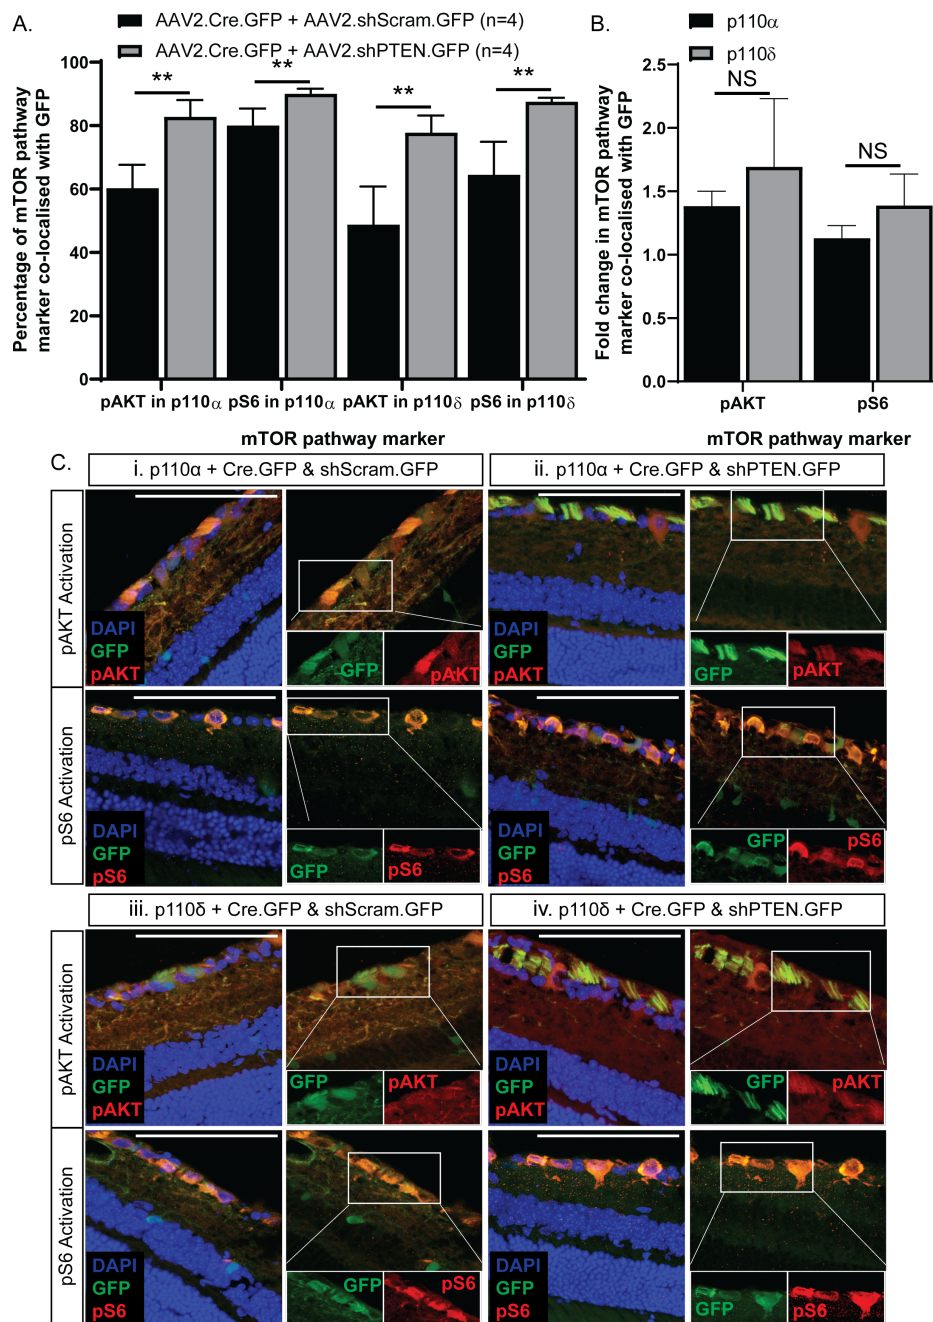 A.
AAV2.Cre.GFP + AAV2.shScram.GFP (n=4)
AAV2.Cre.GFP + AAV2.shPTEN.GFP (n=4)
Percentage of mTOR pathway
marker co-localised with GFP
100
80
60
40
20
0
**
**
**
**
pAKT in p110α
pS6 in p110α
pAKT in p110δ
pS6 in p110δ
mTOR pathway marker
B.
p110α
p110δ
Fold change in mTOR pathway
marker co-localised with GFP
2.5
2.0
1.5
1.0
0.5
0.0
NS
NS
pAKT
pS6
mTOR pathway marker
C.
i. p110α + Cre.GFP & shScram.GFP
ii. p110α + Cre.GFP & shPTEN.GFP
pAKT Activation
DAPI
GFP
pAKT
GFP
pAKT
DAPI
GFP
pAKT
GFP
pAKT
pS6 Activation
DAPI
GFP
pS6
GFP
pS6
DAPI
GFP
pS6
GFP
pS6
iii. p110δ + Cre.GFP & shScram.GFP
iv. p110δ + Cre.GFP & shPTEN.GFP
pAKT Activation
DAPI
GFP
pAKT
GFP
pAKT
DAPI
GFP
pAKT
GFP
pAKT
pS6 Activation
DAPI
GFP
pS6
GFP
pS6
DAPI
GFP
pS6
GFP
pS6